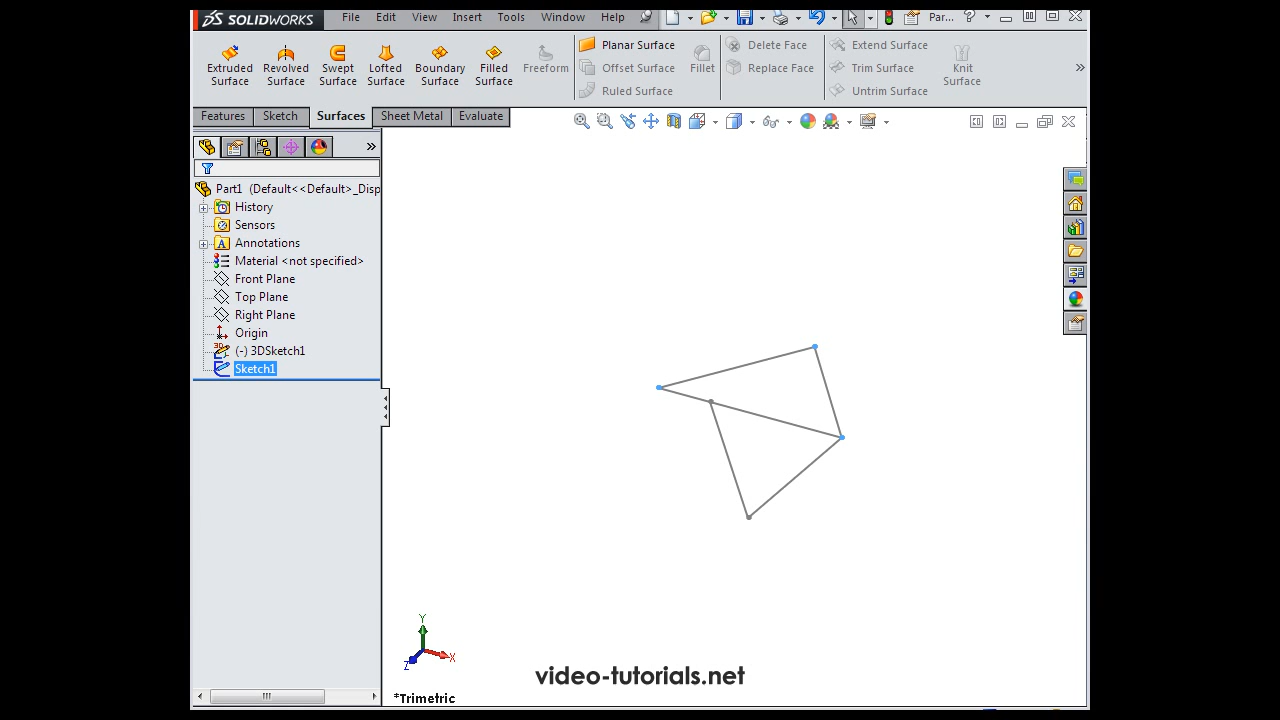 SOLIDWORKS File Edit View Insert Tools Window Help Par... ?
Extruded Surface
Revolved Surface
Swept Surface
Lofted Surface
Boundary Surface
Filled Surface
Freeform
Planar Surface
Offset Surface
Ruled Surface
Fillet
Delete Face
Replace Face
Extend Surface
Trim Surface
Untrim Surface
Knit Surface
»
Features Sketch Surfaces Sheet Metal Evaluate
»
Part1 (Default<<Default>_Disp
History
Sensors
Annotations
Material <not specified>
Front Plane
Top Plane
Right Plane
Origin
(-) 3DSketch1
Sketch1
Y
X
Z
video-tutorials.net
*Trimetric